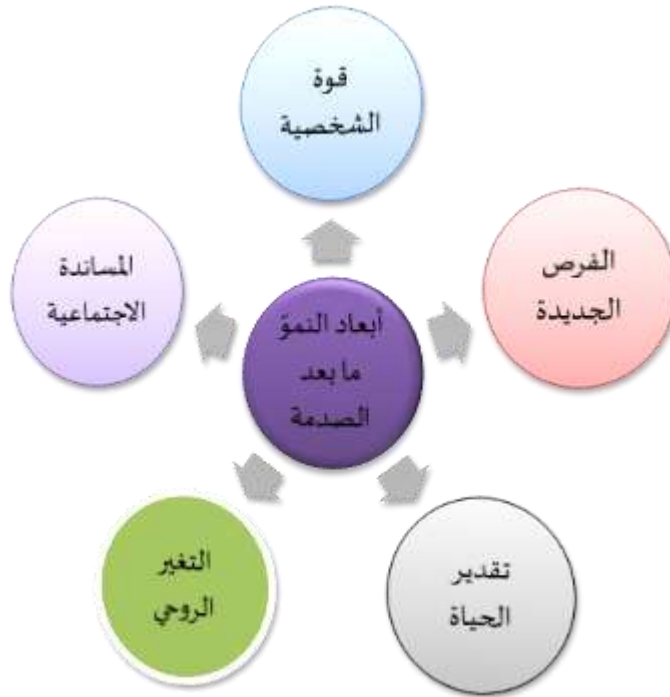 قوة
الشخصية
الفرص
الجديدة
المساندة
الاجتماعية
أبعاد النموّ
ما بعد
الصدمة
تقدير
الحياة
التغير
الروحي